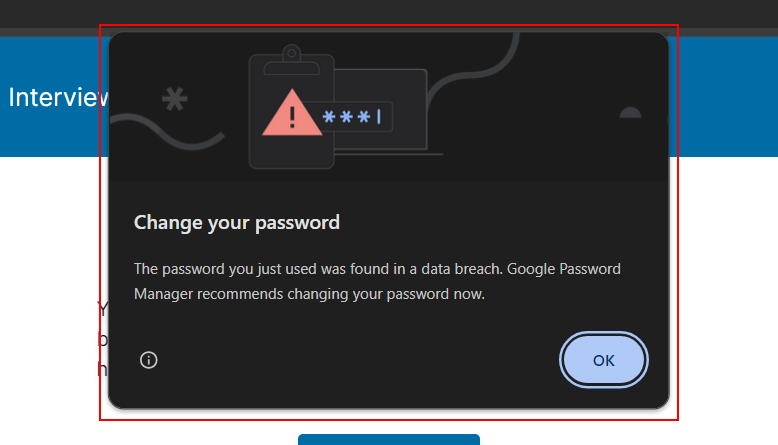 Interview
***|
Change your password
The password you just used was found in a data breach. Google Password
Manager recommends changing your password now.
OK
Y
b
h